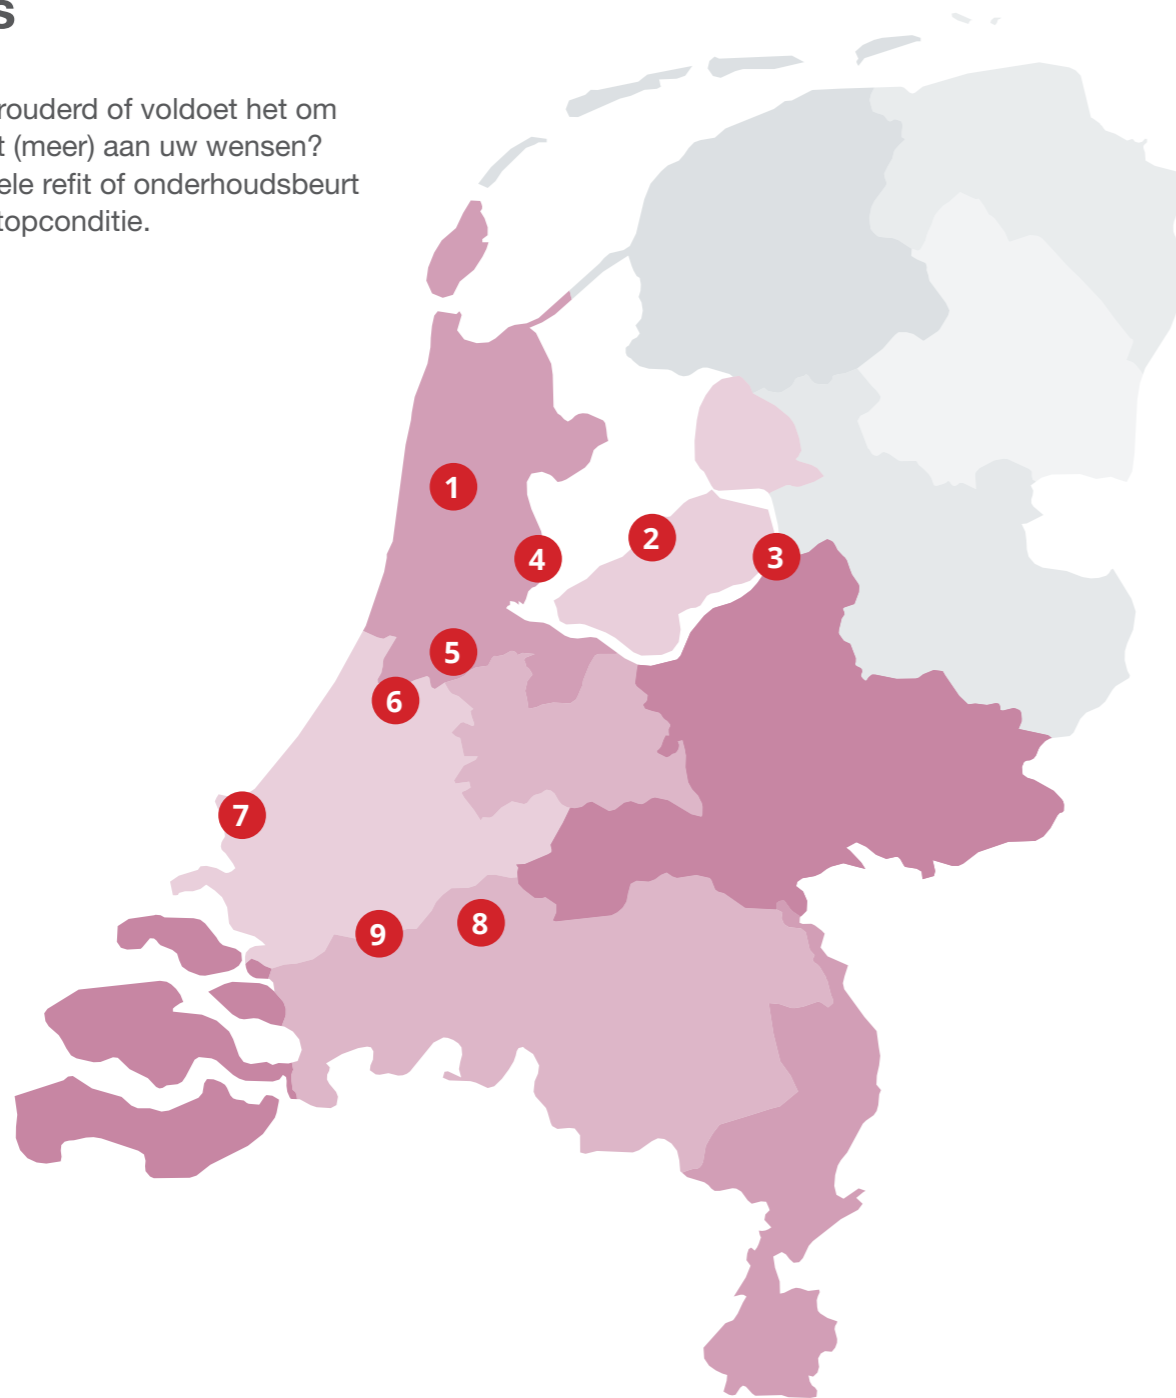 s
rouderd of voldoet het om
t (meer) aan uw wensen?
ele refit of onderhoudsbeurt
topconditie.
1
2
4
3
5
6
7
8
9